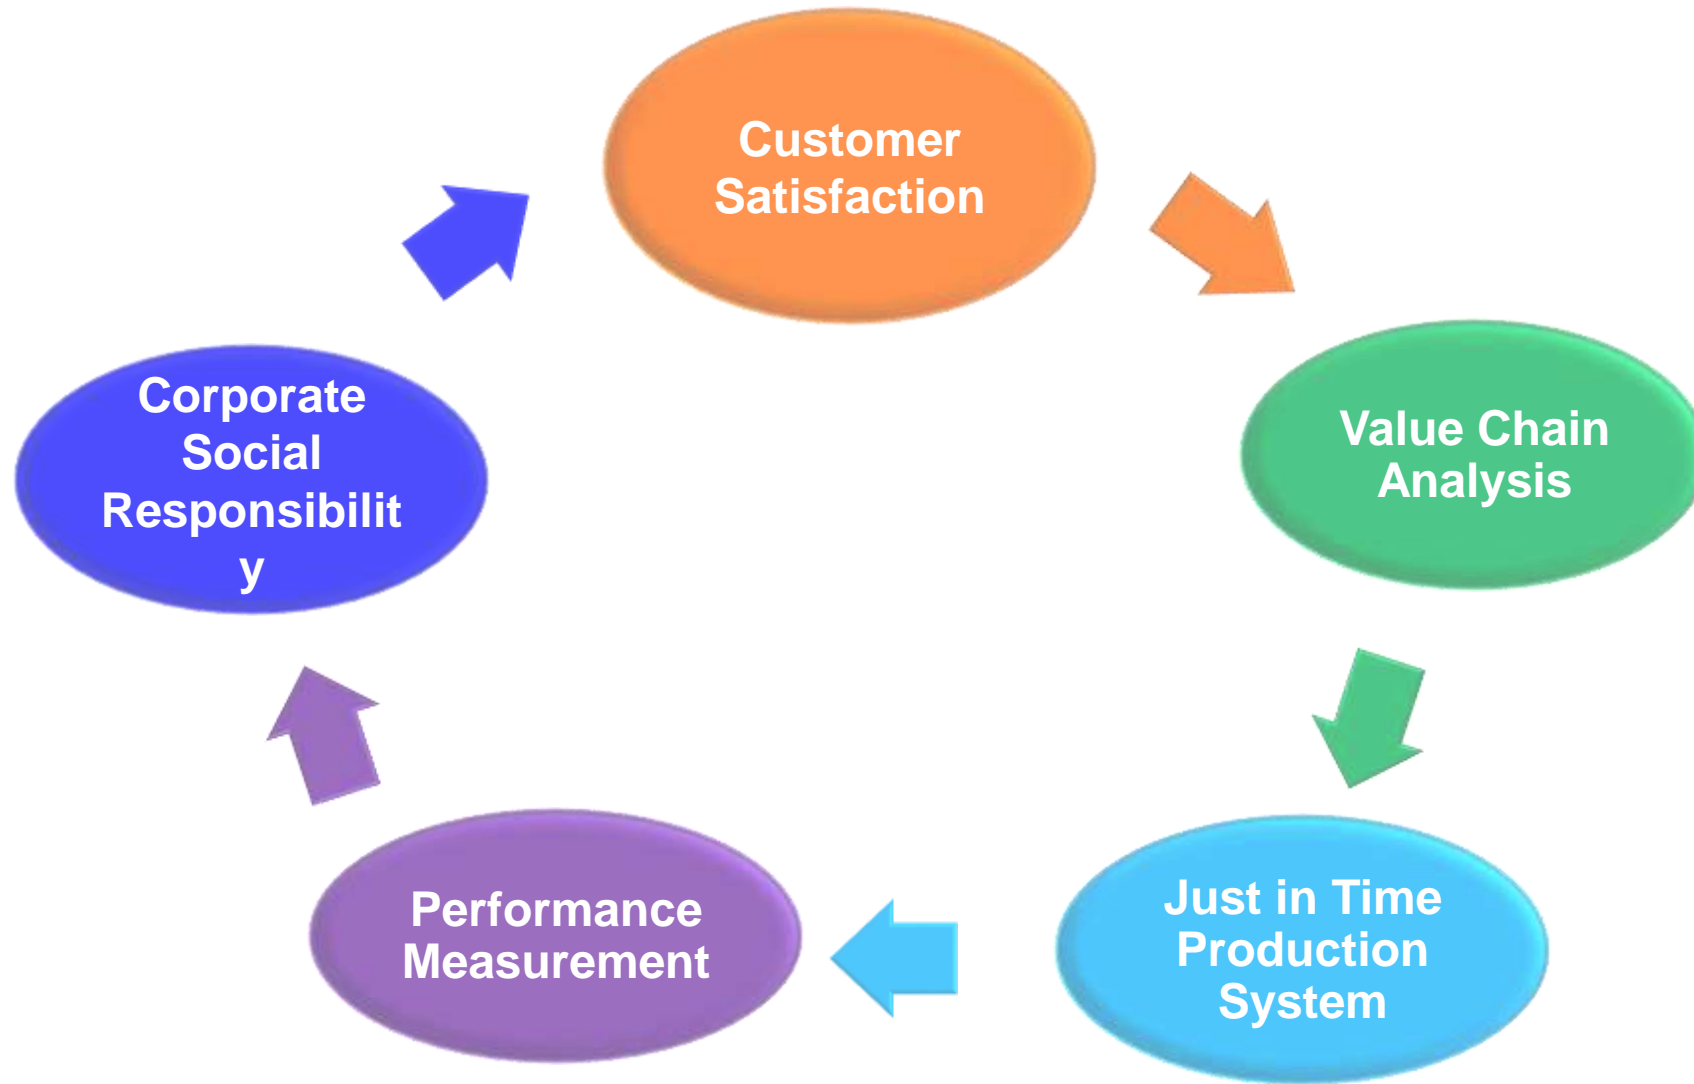 Customer
Satisfaction
Value Chain
Analysis
Just in Time
Production
System
Performance
Measurement
Corporate
Social
Responsibilit
y